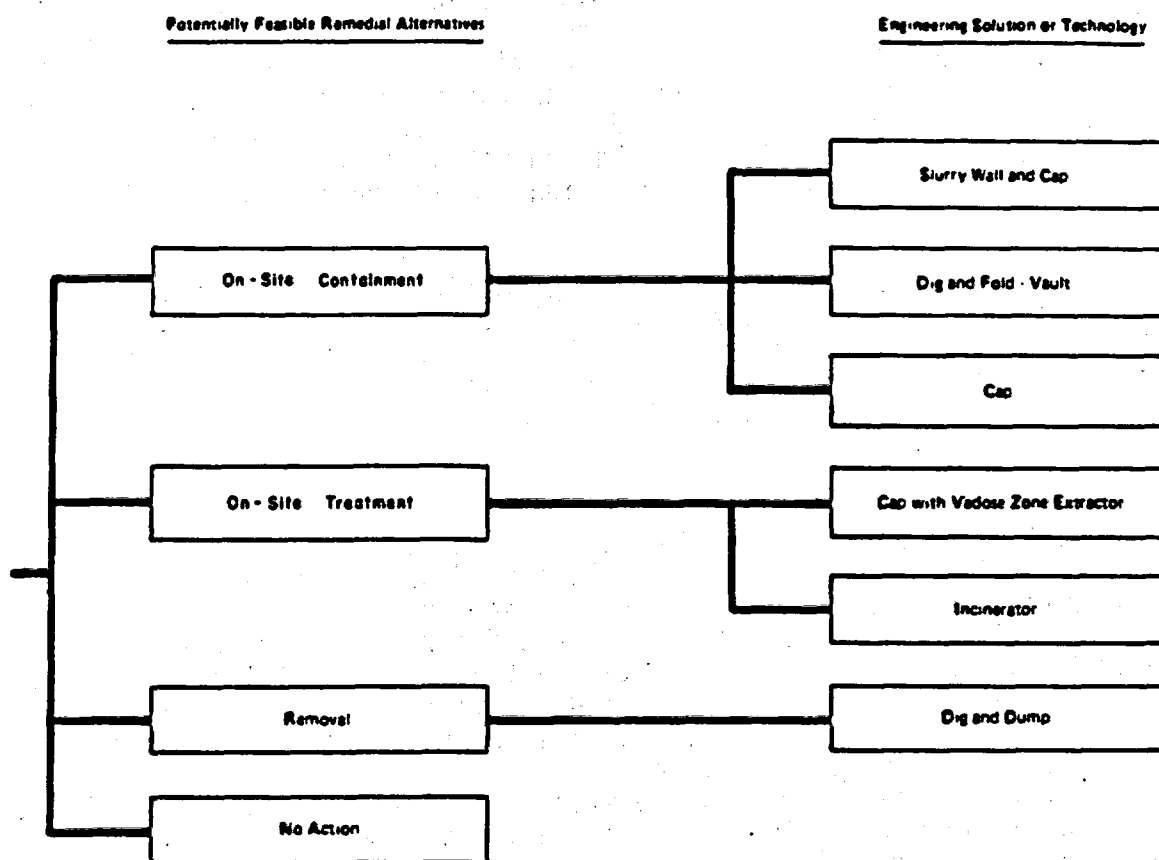 Potentially Feasible Remedial Alternatives
Engineering Solution or Technology
Slurry Wall and Cap
On-Site Containment
Dig and Fold - Vault
Cap
On-Site Treatment
Cap with Vadose Zone Extractor
Incinerator
Removal
Dig and Dump
No Action